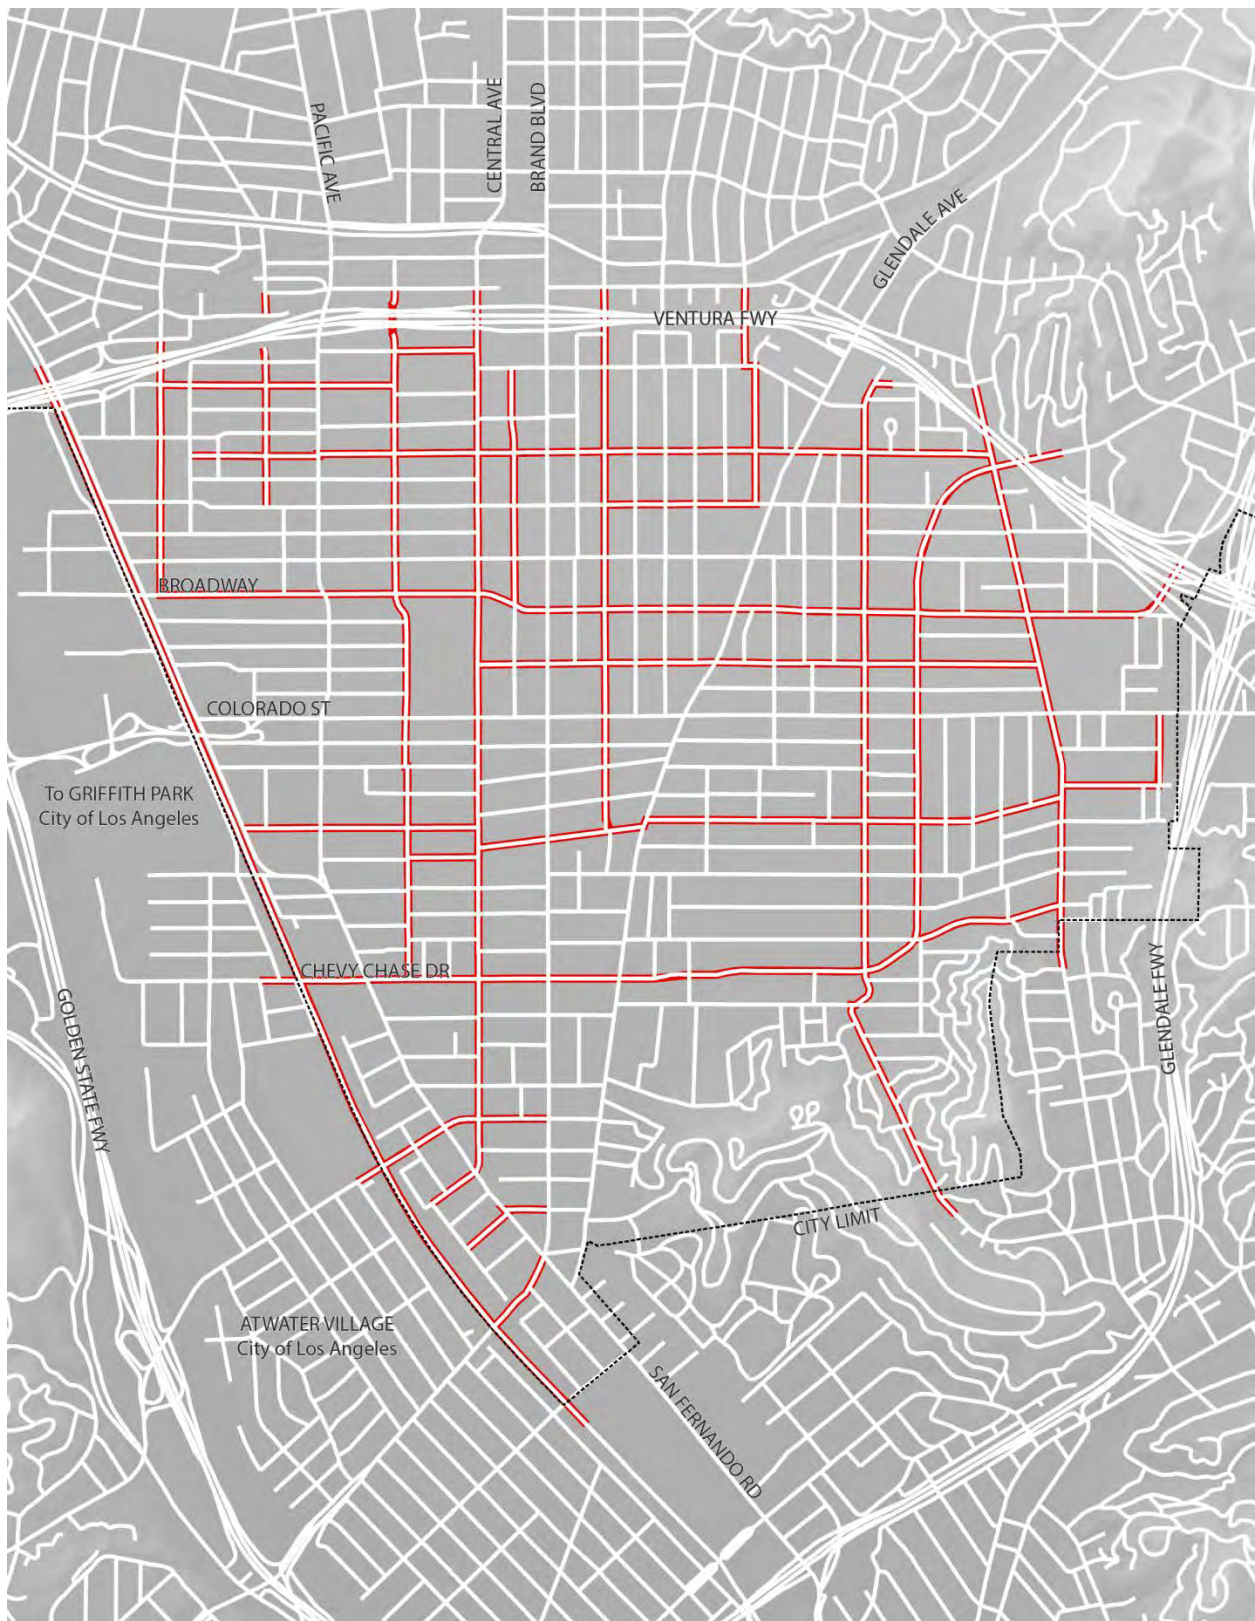 PACIFIC AVE
CENTRAL AVE
BRAND BLVD
GLENDALE AVE
VENTURA FWY
BROADWAY
COLORADO ST
To GRIFFITH PARK
City of Los Angeles
CHEVY CHASE DR
GOLDEN STATE FWY
GLENDALE FWY
CITY LIMIT
ATWATER VILLAGE
City of Los Angeles
SAN FERNANDO RD